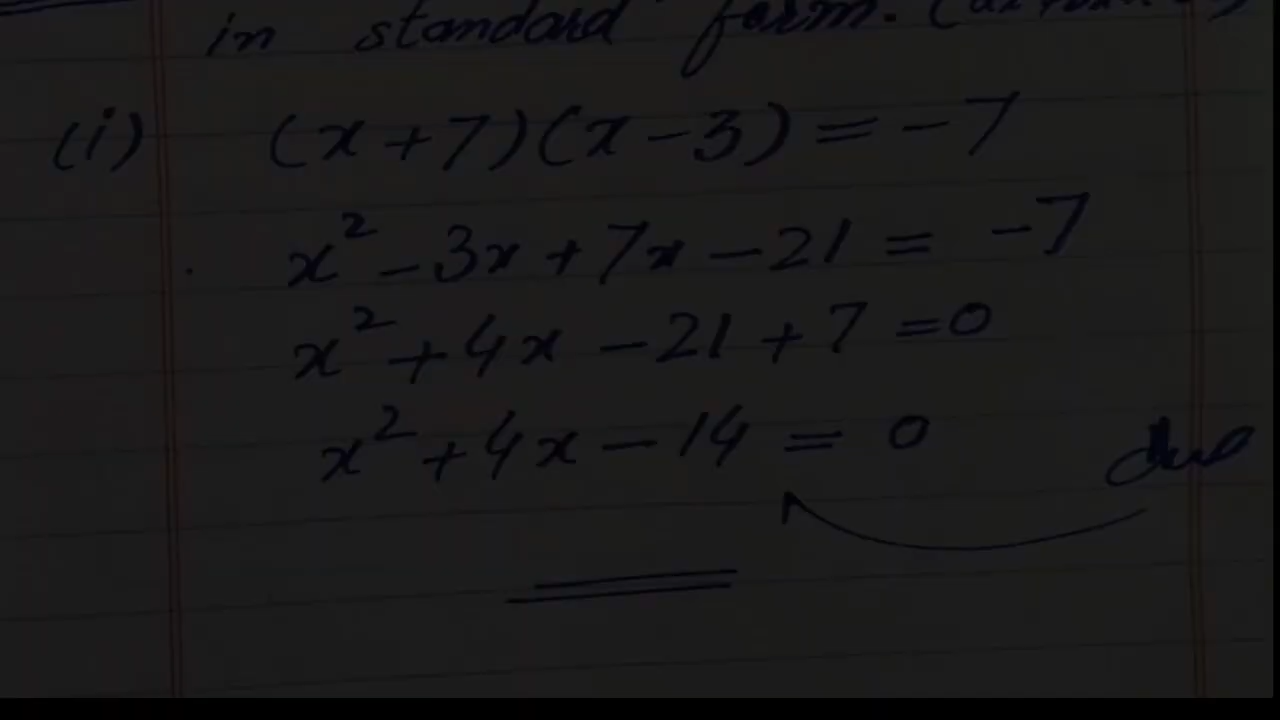 in standard form.
(i) (x+7)(x-3) = -7
x² - 3x + 7x - 21 = -7
x² + 4x - 21 + 7 = 0
x² + 4x - 14 = 0